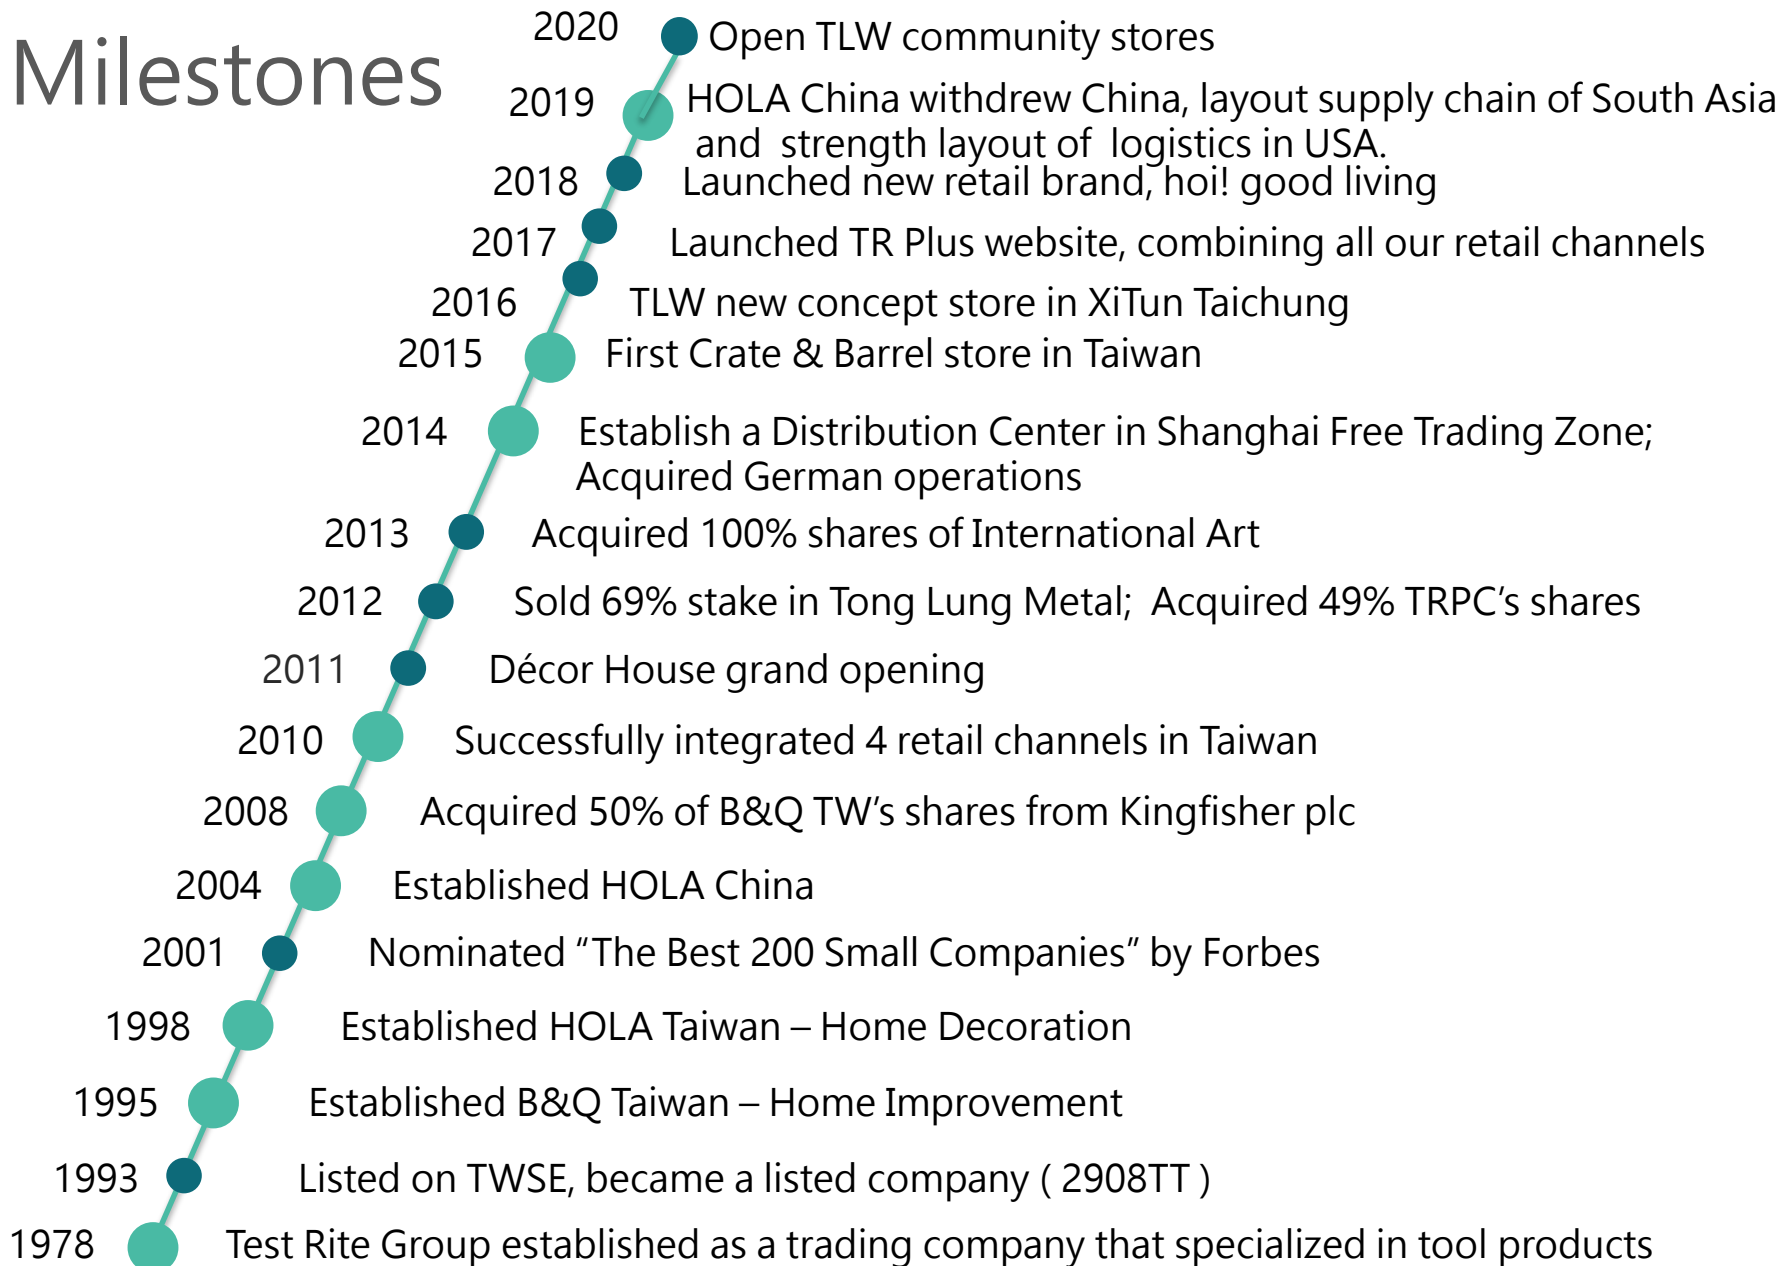 Milestones
2020 Open TLW community stores
2019 HOLA China withdrew China, layout supply chain of South Asia
and strength layout of logistics in USA.
2018 Launched new retail brand, hoi! good living
2017 Launched TR Plus website, combining all our retail channels
2016 TLW new concept store in XiTun Taichung
2015 First Crate & Barrel store in Taiwan
2014 Establish a Distribution Center in Shanghai Free Trading Zone;
Acquired German operations
2013 Acquired 100% shares of International Art
2012 Sold 69% stake in Tong Lung Metal; Acquired 49% TRPC’s shares
2011 Décor House grand opening
2010 Successfully integrated 4 retail channels in Taiwan
2008 Acquired 50% of B&Q TW’s shares from Kingfisher plc
2004 Established HOLA China
2001 Nominated “The Best 200 Small Companies” by Forbes
1998 Established HOLA Taiwan – Home Decoration
1995 Established B&Q Taiwan – Home Improvement
1993 Listed on TWSE, became a listed company ( 2908TT )
1978 Test Rite Group established as a trading company that specialized in tool products